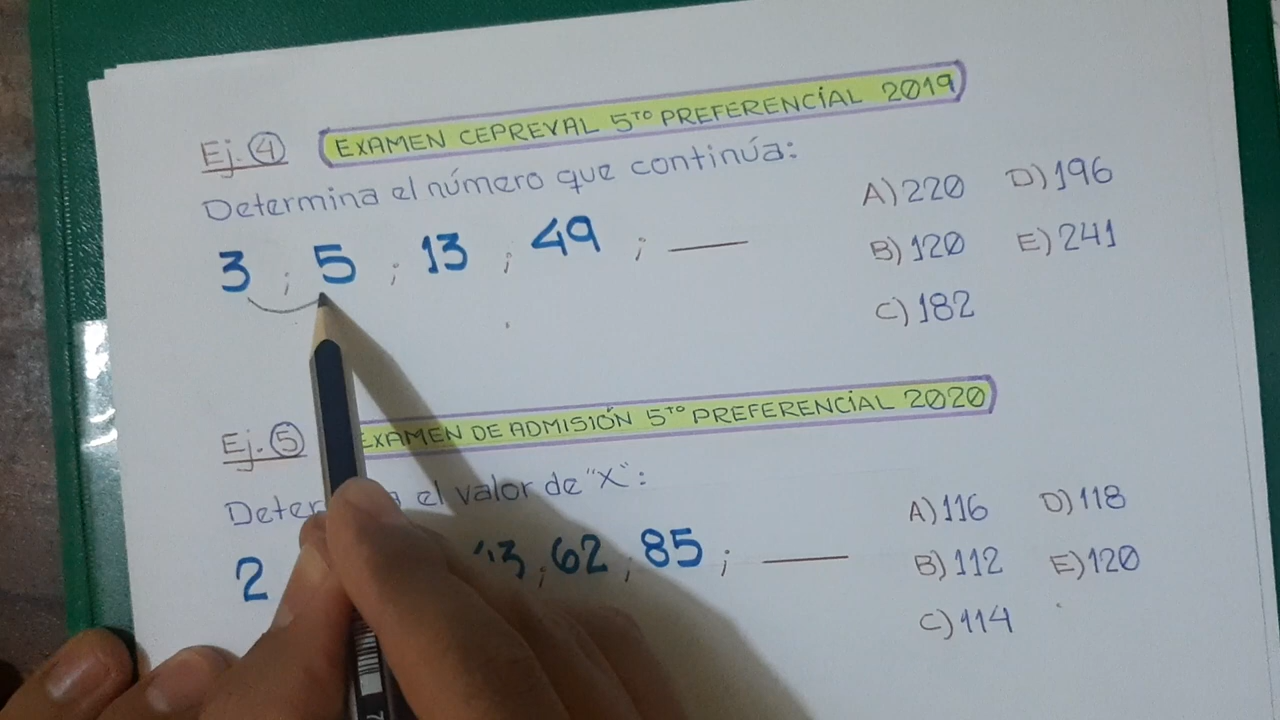 Ej. 4 EXAMEN CEPREVAL 5TO PREFERENCIAL 2019
Determina el número que continúa:
3 ; 5 ; 13 ; 49 ; ___
A) 220 D) 196
B) 120 E) 241
C) 182
Ej. 5 EXAMEN DE ADMISIÓN 5TO PREFERENCIAL 2020
el valor de "X":
2 62 ; 85 ; ___
A) 116 D) 118
B) 112 E) 120
C) 114